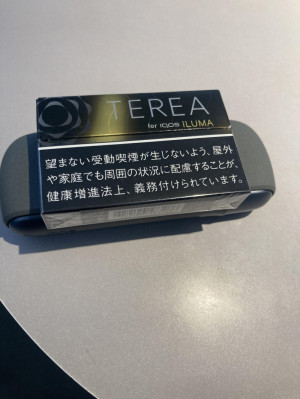 TEREA
for IQOS ILUMA
望まない受動喫煙が生じないよう、屋外
や家庭でも周囲の状況に配慮することが、
健康増進法上、義務付けられています。